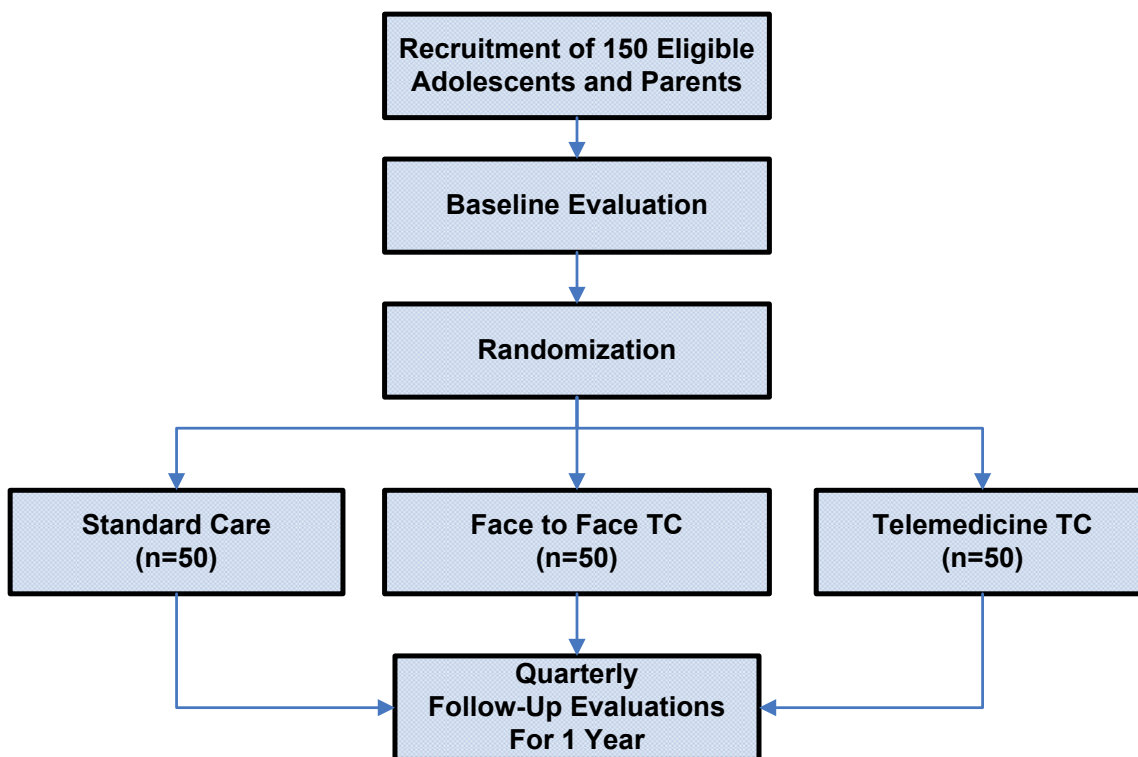 Recruitment of 150 Eligible
Adolescents and Parents
Baseline Evaluation
Randomization
Standard Care
(n=50)
Face to Face TC
(n=50)
Telemedicine TC
(n=50)
Quarterly
Follow-Up Evaluations
For 1 Year